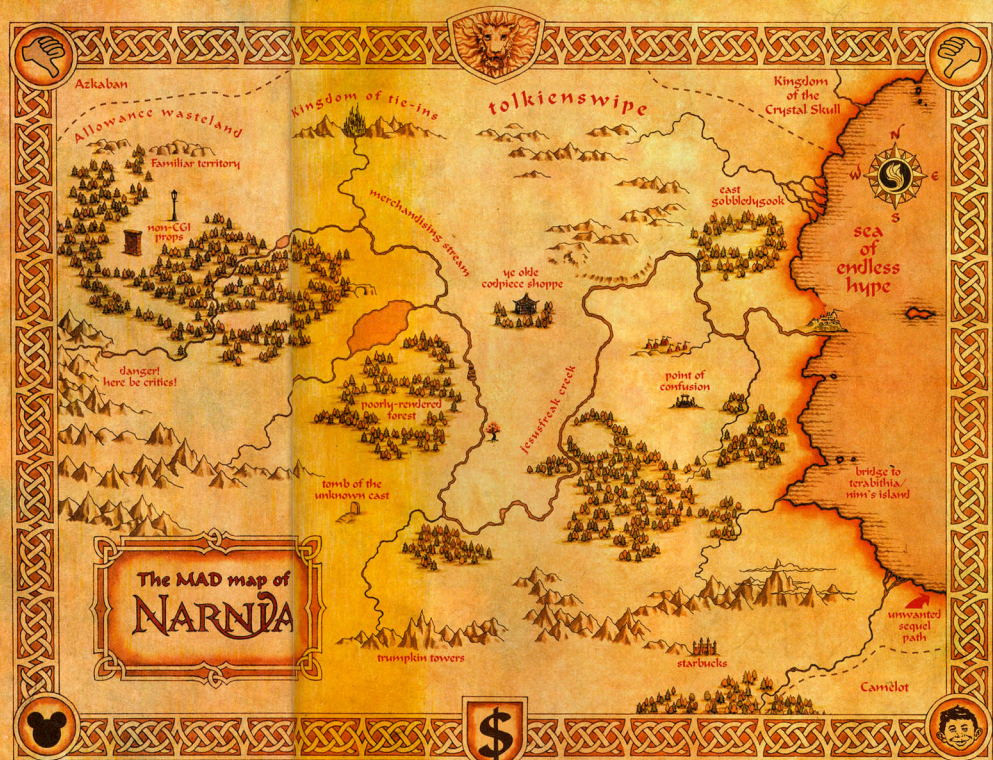 Azkaban
Kingdom
of the
Crystal Skull
Kingdom of tie-ins
tolkienswipe
Allowance wasteland
N
W
E
S
Familiar territory
merchandising stream
east
gobbledygook
non-CGI
props
sea
of
endless
hype
ye olde
codpiece shoppe
danger!
here be critics!
point of
confusion
jesusfreak creek
poorly-rendered
forest
tomb of the
unknown cast
bridge to
terabithia/
nim's island
The MAD map of
NARNIA
unwanted
sequel
path
trumpkin towers
starbucks
Camelot
$